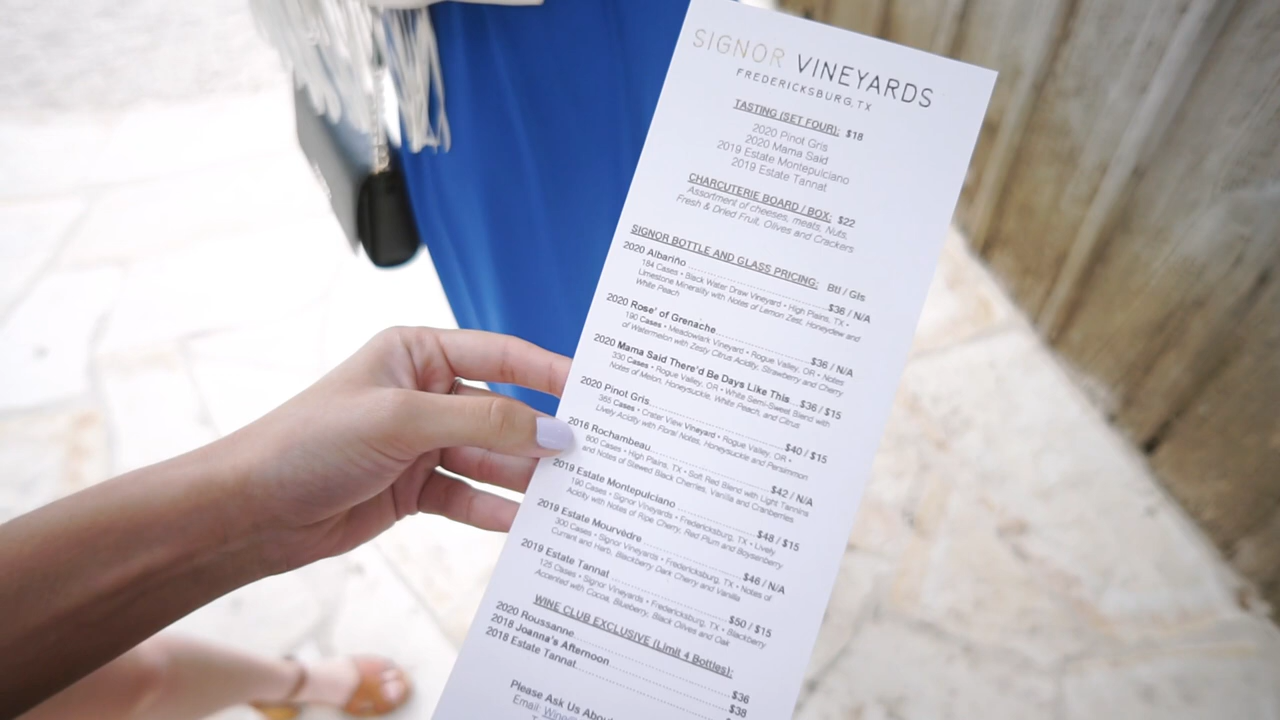 SIGNOR VINEYARDS
FREDERICKSBURG, TX
TASTING (SET FOUR): $18
2020 Pinot Gris
2020 Mama Said
2019 Estate Montepulciano
2019 Estate Tannat
CHARCUTERIE BOARD / BOX: $22
Assortment of cheeses, meats, Nuts,
Fresh & Dried Fruit, Olives and Crackers
SIGNOR BOTTLE AND GLASS PRICING: Btl / Gls
2020 Albariño $36 / N/A
184 Cases • Black Water Draw Vineyard • High Plains, TX •
Limestone Minerality with Notes of Lemon Zest, Honeydew and
White Peach
2020 Rose' of Grenache $36 / N/A
190 Cases • Meadowlark Vineyard • Rogue Valley, OR • Notes
of Watermelon with Zesty Citrus Acidity, Strawberry and Cherry
2020 Mama Said There'd Be Days Like This $36 / $15
330 Cases • Rogue Valley, OR • White Semi-Sweet Blend with
Notes of Melon, Honeysuckle, White Peach, and Citrus
2020 Pinot Gris $40 / $15
365 Cases • Crater View Vineyard • Rogue Valley, OR •
Lively Acidity with Floral Notes, Honeysuckle and Persimmon
2016 Rochambeau $42 / N/A
600 Cases • High Plains, TX • Soft Red Blend with Light Tannins
and Notes of Stewed Black Cherries, Vanilla and Cranberries
2019 Estate Montepulciano $48 / $15
190 Cases • Signor Vineyards • Fredericksburg, TX • Lively
Acidity with Notes of Ripe Cherry, Red Plum and Boysenberry
2019 Estate Mourvèdre $46 / N/A
300 Cases • Signor Vineyards • Fredericksburg, TX • Notes of
Currant and Herb, Blackberry Dark Cherry and Vanilla
2019 Estate Tannat $50 / $15
125 Cases • Signor Vineyards • Fredericksburg, TX • Blackberry
Accented with Cocoa, Blueberry, Black Olives and Oak
WINE CLUB EXCLUSIVE (Limit 4 Bottles):
2020 Roussanne $36
2018 Joanna's Afternoon $38
2018 Estate Tannat
Please Ask Us Abou
Email: Wine@